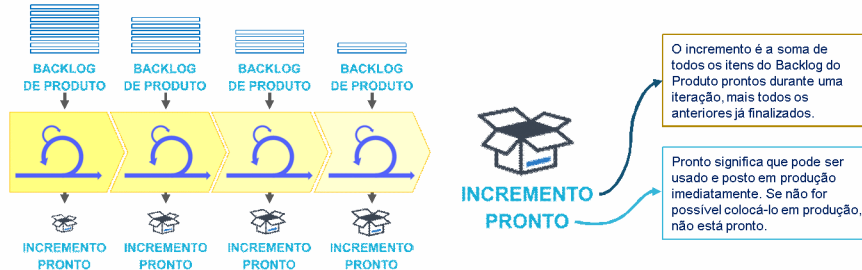 BACKLOG
DE PRODUTO
BACKLOG
DE PRODUTO
BACKLOG
DE PRODUTO
BACKLOG
DE PRODUTO
INCREMENTO
PRONTO
INCREMENTO
PRONTO
INCREMENTO
PRONTO
INCREMENTO
PRONTO
INCREMENTO
PRONTO
O incremento é a soma de
todos os itens do Backlog do
Produto prontos durante uma
iteração, mais todos os
anteriores já finalizados.
Pronto significa que pode ser
usado e posto em produção
imediatamente. Se não for
possível colocá-lo em produção,
não está pronto.